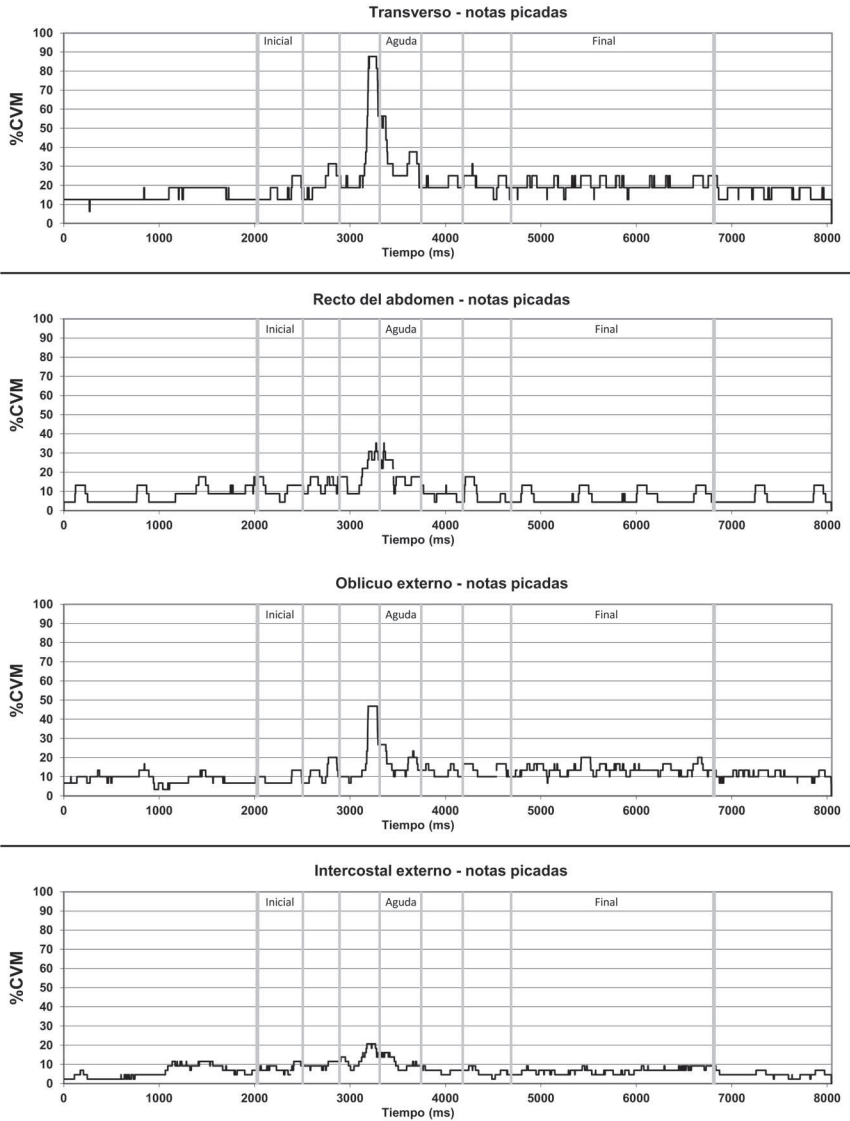 Transverso - notas picadas
100
90
80
70
60
50
40
30
20
10
0
%CVM
Inicial Aguda Final
0 1000 2000 3000 4000 5000 6000 7000 8000
Tiempo (ms)
Recto del abdomen - notas picadas
100
90
80
70
60
50
40
30
20
10
0
%CVM
Inicial Aguda Final
0 1000 2000 3000 4000 5000 6000 7000 8000
Tiempo (ms)
Oblicuo externo - notas picadas
100
90
80
70
60
50
40
30
20
10
0
%CVM
Inicial Aguda Final
0 1000 2000 3000 4000 5000 6000 7000 8000
Tiempo (ms)
Intercostal externo - notas picadas
100
90
80
70
60
50
40
30
20
10
0
%CVM
Inicial Aguda Final
0 1000 2000 3000 4000 5000 6000 7000 8000
Tiempo (ms)